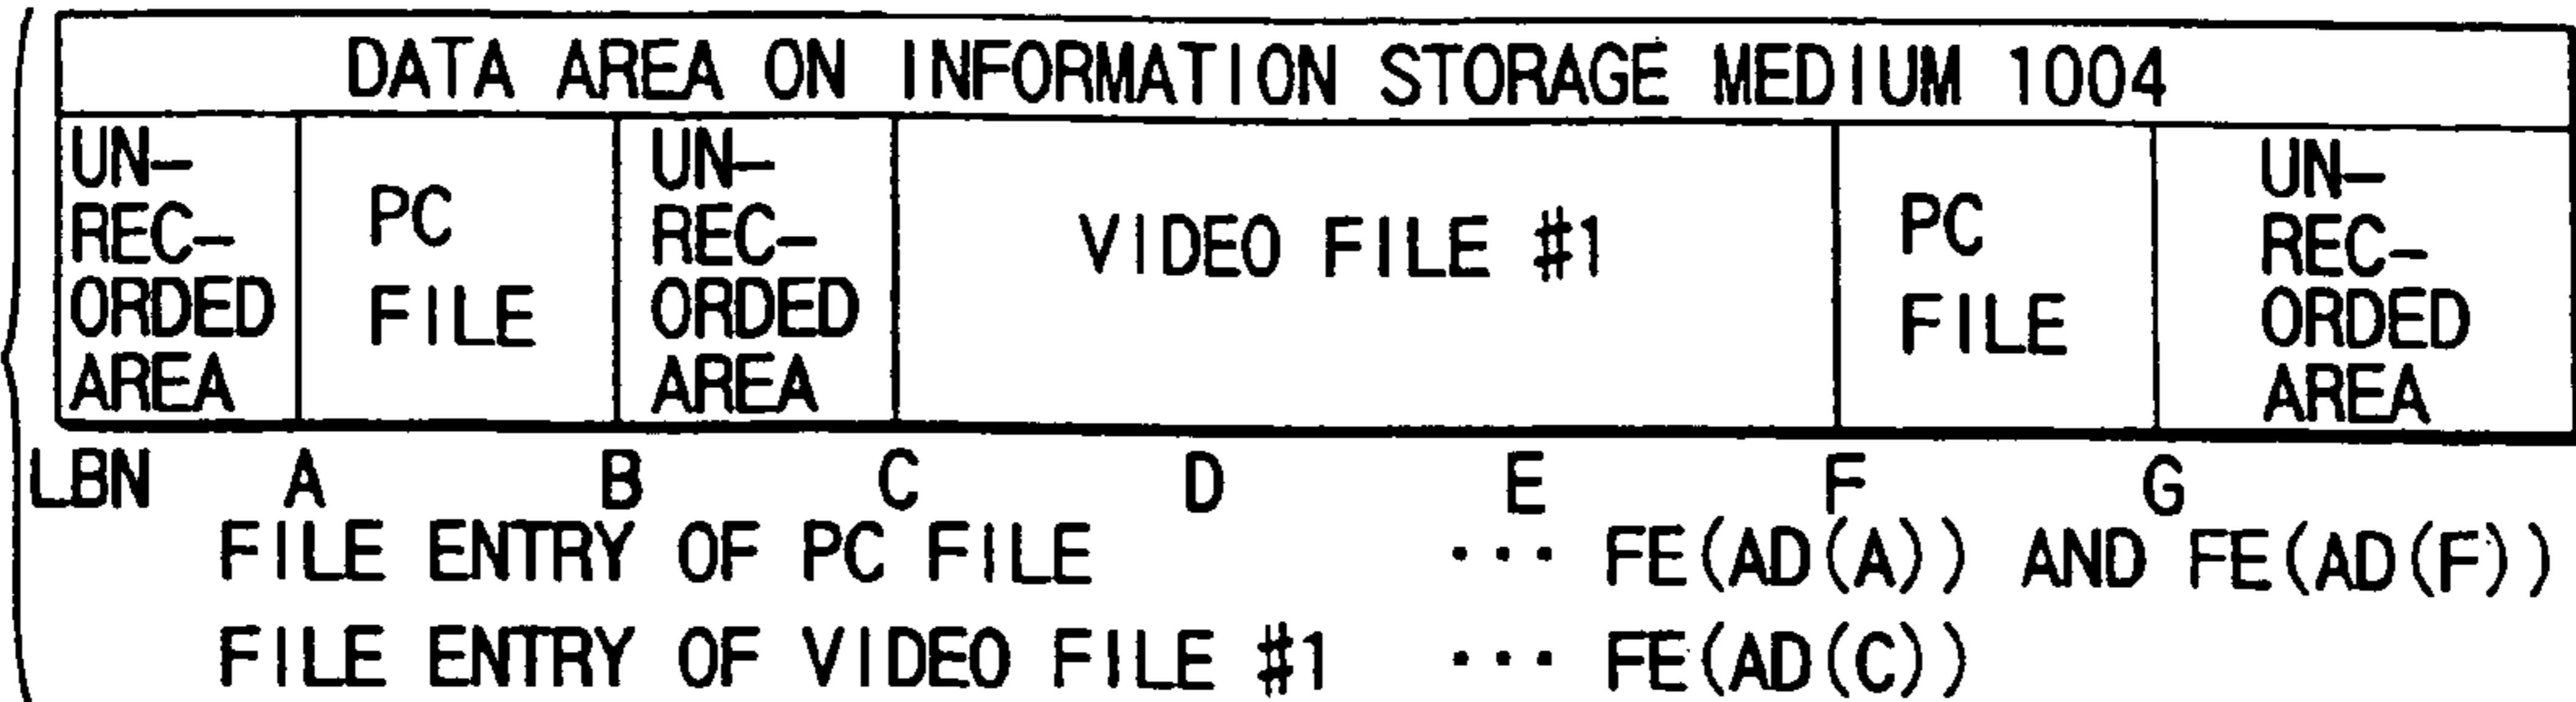 DATA AREA ON INFORMATION STORAGE MEDIUM 1004
UN-
REC-
ORDED
AREA
PC
FILE
UN-
REC-
ORDED
AREA
VIDEO FILE #1
PC
FILE
UN-
REC-
ORDED
AREA
LBN A B C D E F G
FILE ENTRY OF PC FILE ··· FE(AD(A)) AND FE(AD(F))
FILE ENTRY OF VIDEO FILE #1 ··· FE(AD(C))